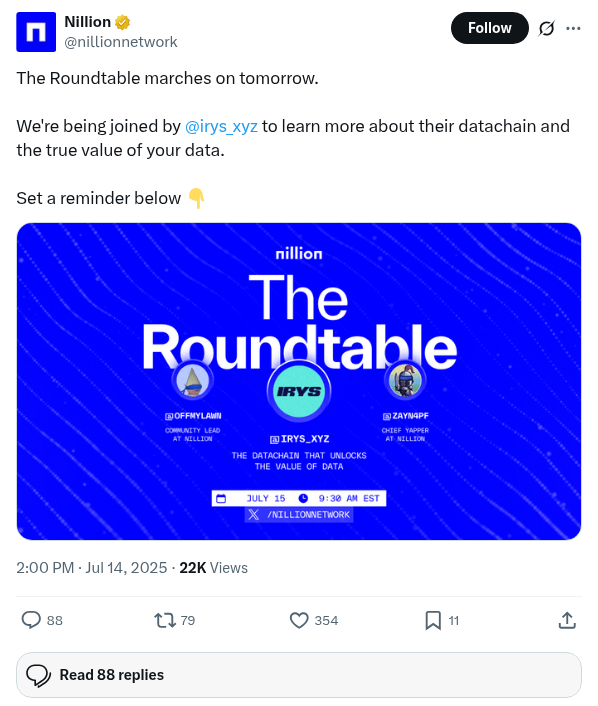 Nillion
@nillionnetwork
Follow
The Roundtable marches on tomorrow.
We're being joined by @irys_xyz to learn more about their datachain and
the true value of your data.
Set a reminder below 👇
nillion
The
Roundtable
IRYS
@OFFMYLAWN
COMMUNITY LEAD
AT NILLION
@IRYS_XYZ
THE DATACHAIN THAT UNLOCKS
THE VALUE OF DATA
@ZAYN4PF
CHIEF YAPPER
AT NILLION
JULY 15 9:30 AM EST
X /NILLIONNETWORK
2:00 PM · Jul 14, 2025 · 22K Views
88 79 354 11
Read 88 replies